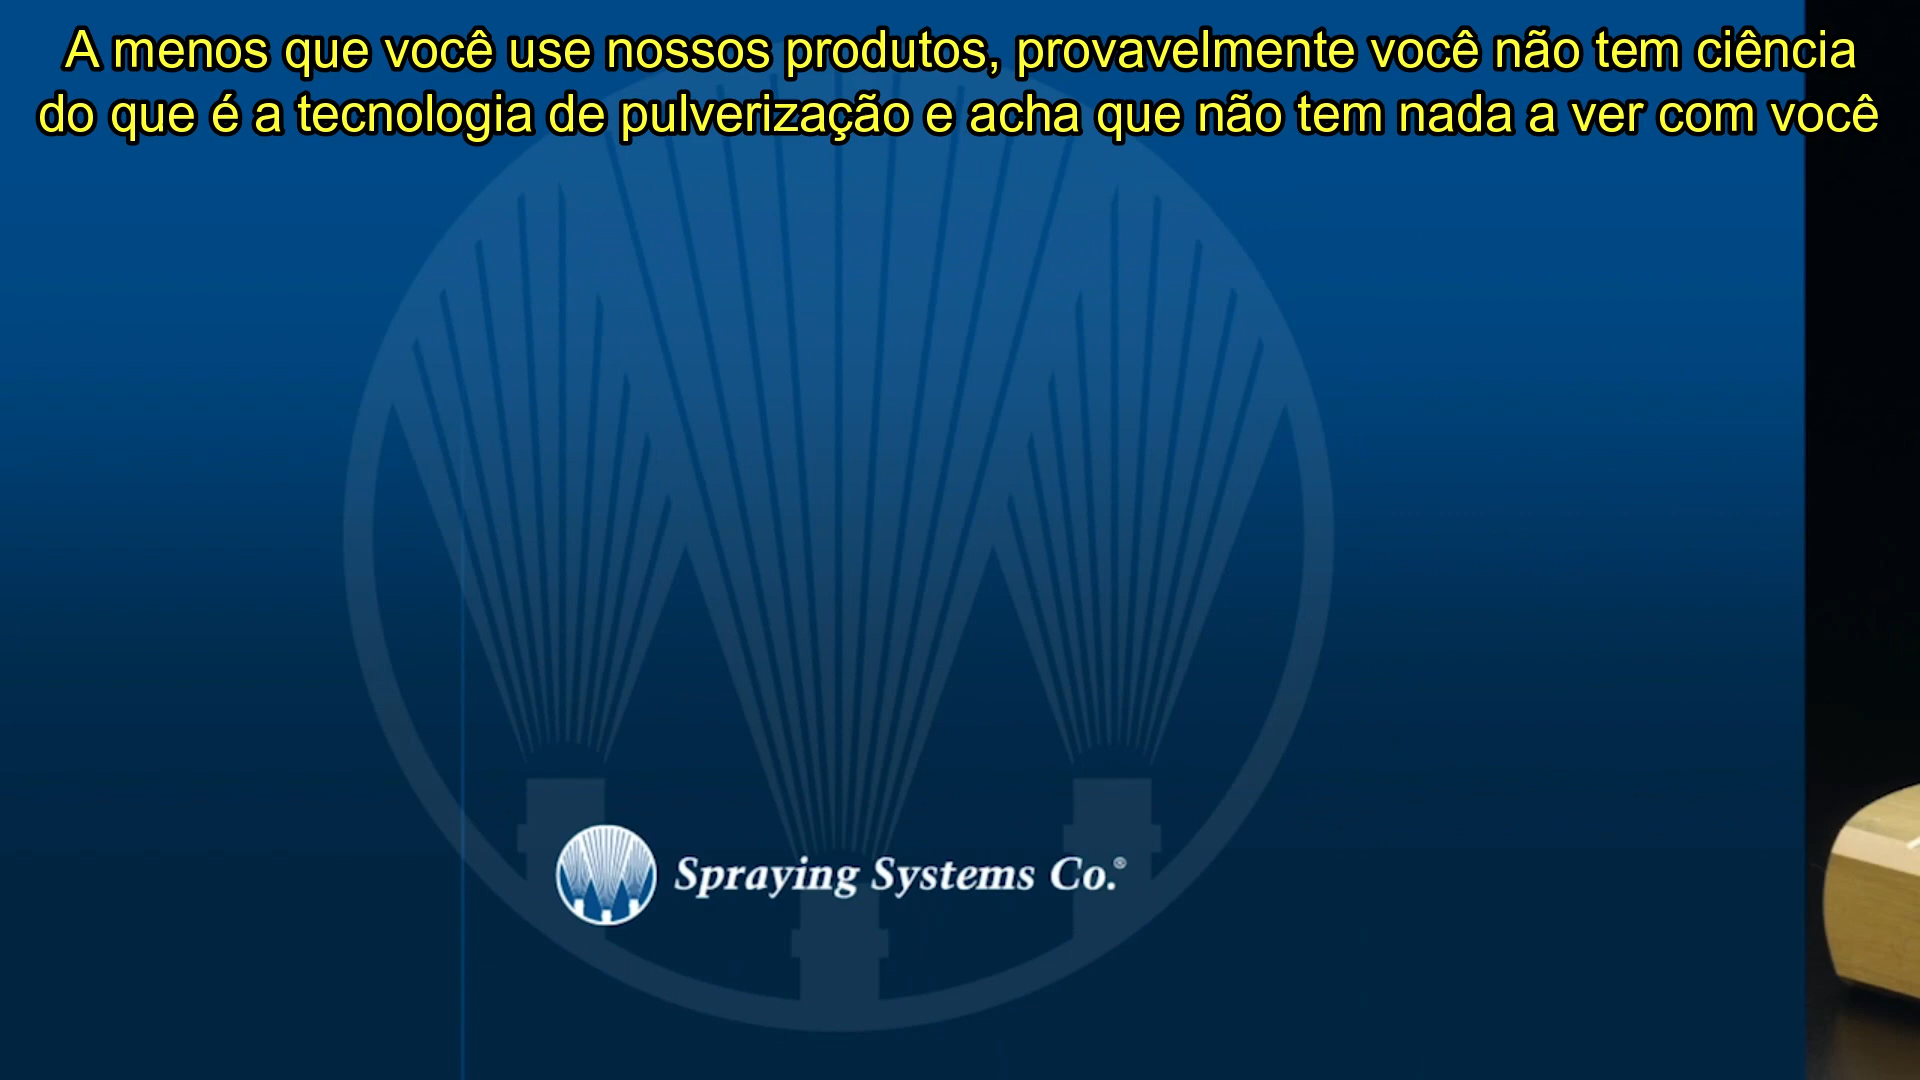 A menos que você use nossos produtos, provavelmente você não tem ciência
do que é a tecnologia de pulverização e acha que não tem nada a ver com você
Spraying Systems Co.®